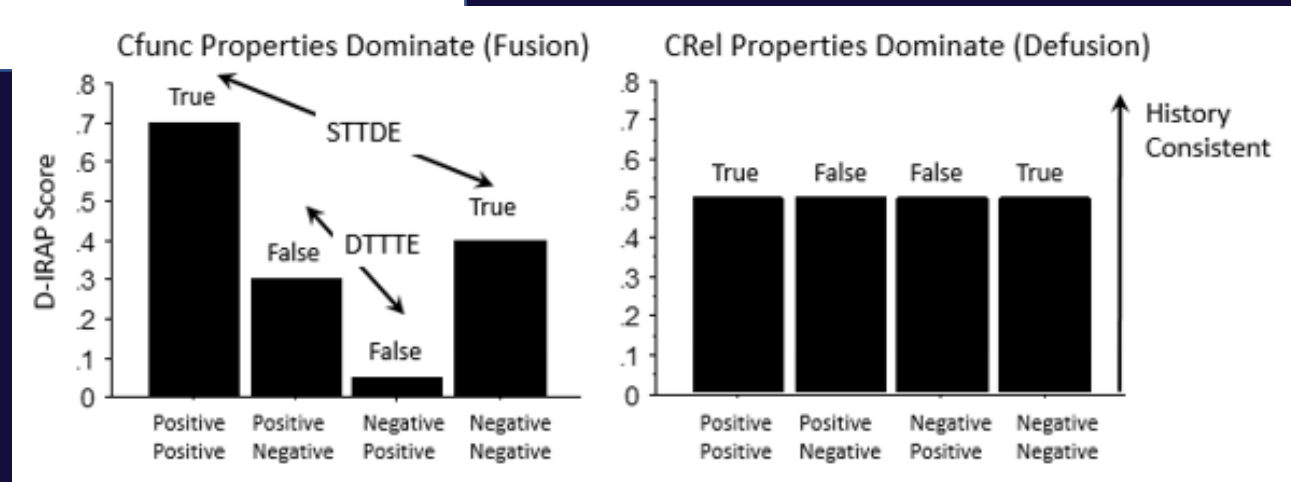 Cfunc Properties Dominate (Fusion)
D-IRAP Score
.8
.7
.6
.5
.4
.3
.2
.1
0
True
STTDE
True
False
DTTTE
False
Positive Positive Negative Negative
Positive Negative Positive Negative
CRel Properties Dominate (Defusion)
.8
.7
.6
.5
.4
.3
.2
.1
0
True False False True
History
Consistent
Positive Positive Negative Negative
Positive Negative Positive Negative